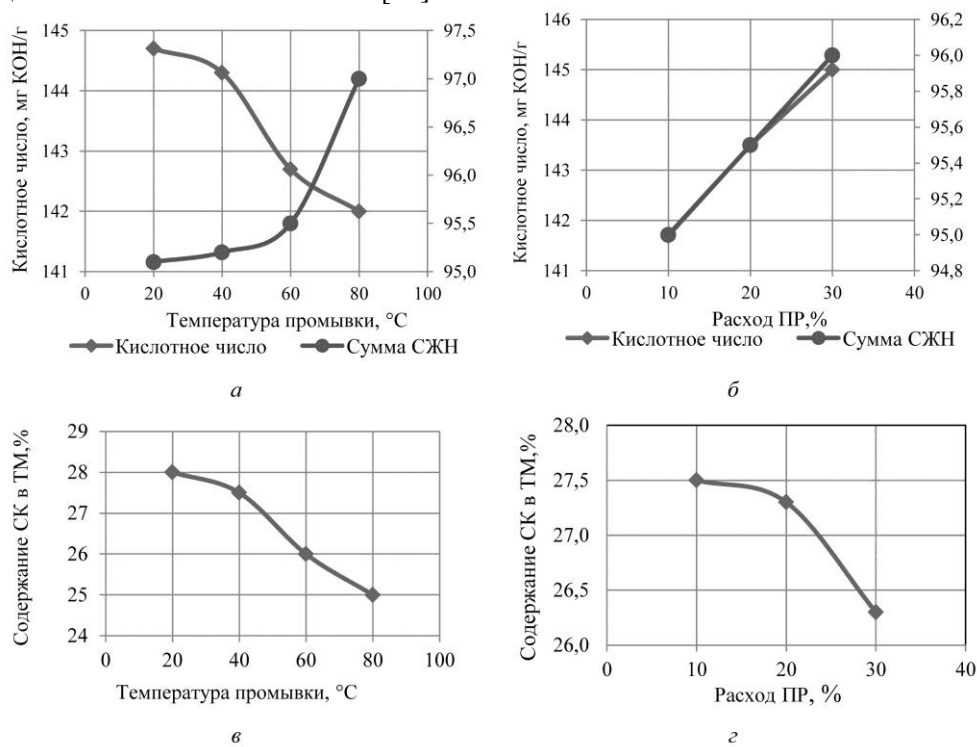 Кислотное число, мг КОН/г
145
144
143
142
141
97,5
97,0
96,5
96,0
95,5
95,0
0 20 40 60 80 100
Температура промывки, °С
Кислотное число Сумма СЖН
а
Кислотное число, мг КОН/г
146
145
144
143
142
141
96,2
96,0
95,8
95,6
95,4
95,2
95,0
94,8
0 10 20 30 40
Расход ПР,%
Кислотное число Сумма СЖН
б
Содержание СК в ТМ,%
29
28
27
26
25
24
0 20 40 60 80 100
Температура промывки, °С
в
Содержание СК в ТМ,%
28,0
27,5
27,0
26,5
26,0
0 10 20 30 40
Расход ПР, %
г